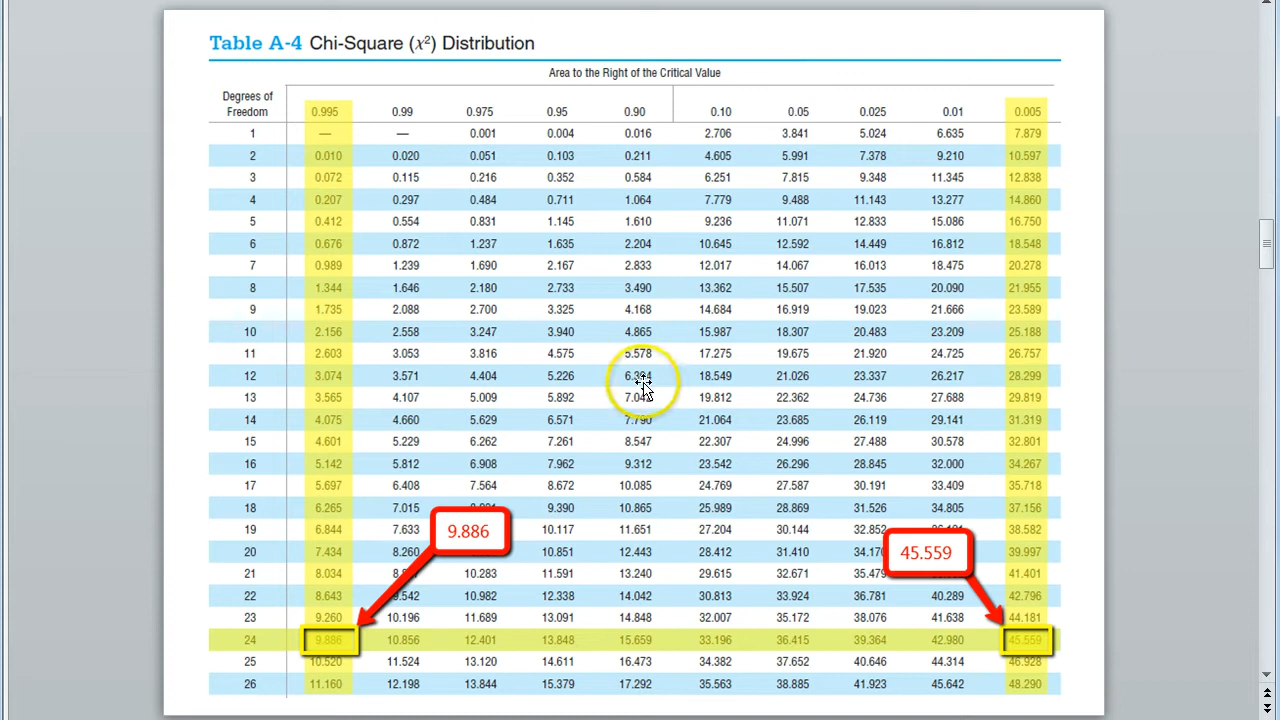 Table A-4 Chi-Square (χ²) Distribution
Area to the Right of the Critical Value
Degrees of
Freedom 0.995 0.99 0.975 0.95 0.90 0.10 0.05 0.025 0.01 0.005
1 — — 0.001 0.004 0.016 2.706 3.841 5.024 6.635 7.879
2 0.010 0.020 0.051 0.103 0.211 4.605 5.991 7.378 9.210 10.597
3 0.072 0.115 0.216 0.352 0.584 6.251 7.815 9.348 11.345 12.838
4 0.207 0.297 0.484 0.711 1.064 7.779 9.488 11.143 13.277 14.860
5 0.412 0.554 0.831 1.145 1.610 9.236 11.071 12.833 15.086 16.750
6 0.676 0.872 1.237 1.635 2.204 10.645 12.592 14.449 16.812 18.548
7 0.989 1.239 1.690 2.167 2.833 12.017 14.067 16.013 18.475 20.278
8 1.344 1.646 2.180 2.733 3.490 13.362 15.507 17.535 20.090 21.955
9 1.735 2.088 2.700 3.325 4.168 14.684 16.919 19.023 21.666 23.589
10 2.156 2.558 3.247 3.940 4.865 15.987 18.307 20.483 23.209 25.188
11 2.603 3.053 3.816 4.575 5.578 17.275 19.675 21.920 24.725 26.757
12 3.074 3.571 4.404 5.226 18.549 21.026 23.337 26.217 28.299
13 3.565 4.107 5.009 5.892 19.812 22.362 24.736 27.688 29.819
14 4.075 4.660 5.629 6.571 7.790 21.064 23.685 26.119 29.141 31.319
15 4.601 5.229 6.262 7.261 8.547 22.307 24.996 27.488 30.578 32.801
16 5.142 5.812 6.908 7.962 9.312 23.542 26.296 28.845 32.000 34.267
17 5.697 6.408 7.564 8.672 10.085 24.769 27.587 30.191 33.409 35.718
18 6.265 7.015 9.390 10.865 25.989 28.869 31.526 34.805 37.156
19 6.844 7.633 10.117 11.651 27.204 30.144 32.852 38.582
20 7.434 8.260 10.851 12.443 28.412 31.410 34.170 39.997
21 8.034 10.283 11.591 13.240 29.615 32.671 35.479 41.401
22 8.643 9.542 10.982 12.338 14.042 30.813 33.924 36.781 40.289 42.796
23 9.260 10.196 11.689 13.091 14.848 32.007 35.172 38.076 41.638 44.181
24 9.886 10.856 12.401 13.848 15.659 33.196 36.415 39.364 42.980 45.559
25 10.520 11.524 13.120 14.611 16.473 34.382 37.652 40.646 44.314 46.928
26 11.160 12.198 13.844 15.379 17.292 35.563 38.885 41.923 45.642 48.290
9.886
45.559